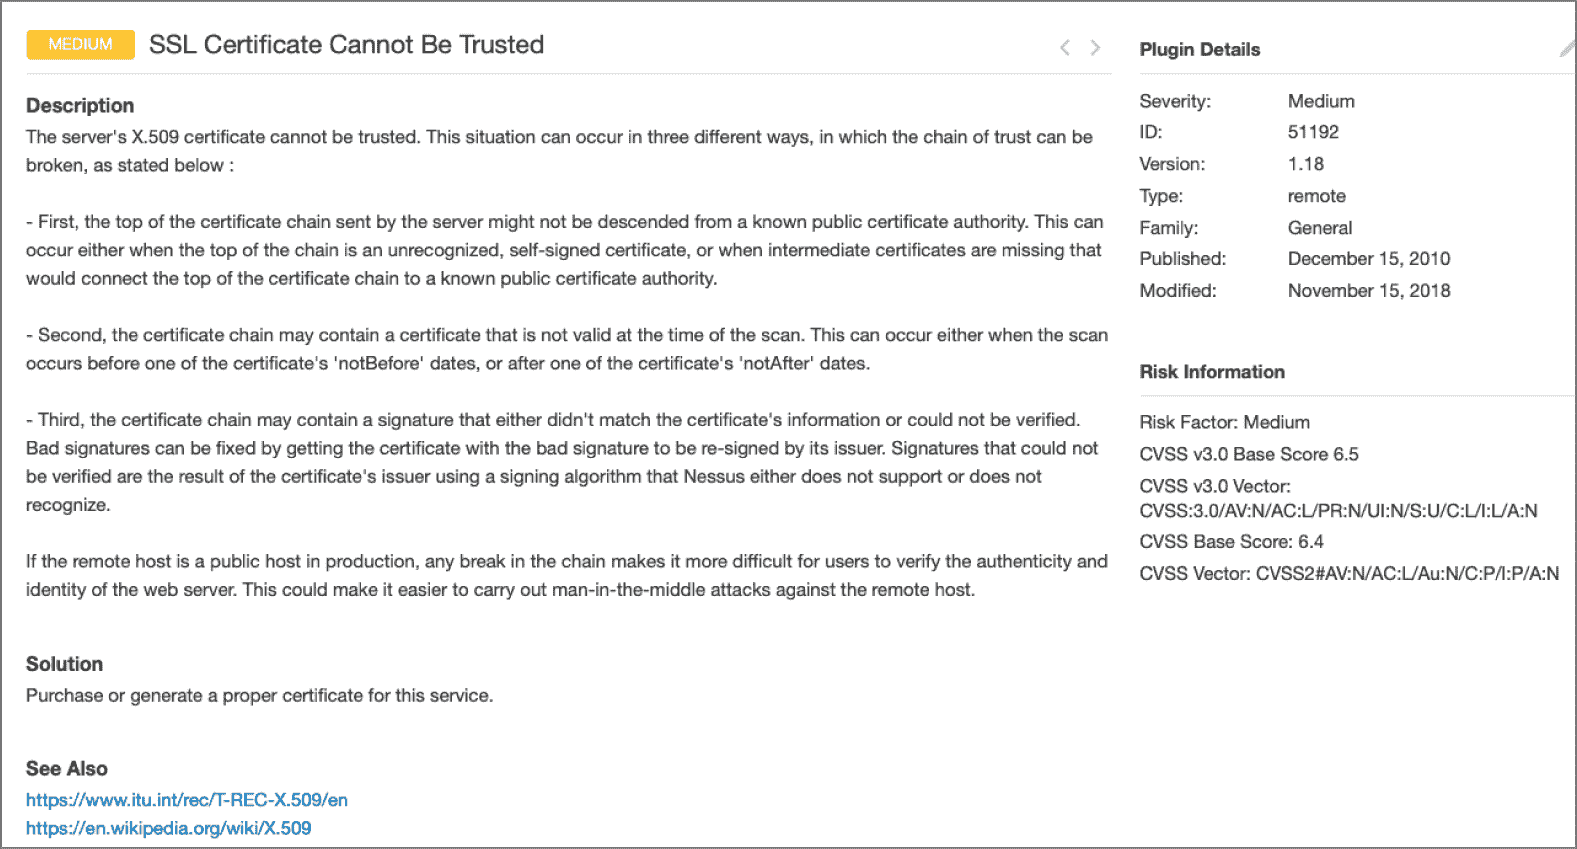 MEDIUM SSL Certificate Cannot Be Trusted
Description
The server's X.509 certificate cannot be trusted. This situation can occur in three different ways, in which the chain of trust can be
broken, as stated below :
- First, the top of the certificate chain sent by the server might not be descended from a known public certificate authority. This can
occur either when the top of the chain is an unrecognized, self-signed certificate, or when intermediate certificates are missing that
would connect the top of the certificate chain to a known public certificate authority.
- Second, the certificate chain may contain a certificate that is not valid at the time of the scan. This can occur either when the scan
occurs before one of the certificate's 'notBefore' dates, or after one of the certificate's 'notAfter' dates.
- Third, the certificate chain may contain a signature that either didn't match the certificate's information or could not be verified.
Bad signatures can be fixed by getting the certificate with the bad signature to be re-signed by its issuer. Signatures that could not
be verified are the result of the certificate's issuer using a signing algorithm that Nessus either does not support or does not
recognize.
If the remote host is a public host in production, any break in the chain makes it more difficult for users to verify the authenticity and
identity of the web server. This could make it easier to carry out man-in-the-middle attacks against the remote host.
Solution
Purchase or generate a proper certificate for this service.
See Also
https://www.itu.int/rec/T-REC-X.509/en
https://en.wikipedia.org/wiki/X.509
Plugin Details
Severity: Medium
ID: 51192
Version: 1.18
Type: remote
Family: General
Published: December 15, 2010
Modified: November 15, 2018
Risk Information
Risk Factor: Medium
CVSS v3.0 Base Score 6.5
CVSS v3.0 Vector:
CVSS:3.0/AV:N/AC:L/PR:N/UI:N/S:U/C:L/I:L/A:N
CVSS Base Score: 6.4
CVSS Vector: CVSS2#AV:N/AC:L/Au:N/C:P/I:P/A:N